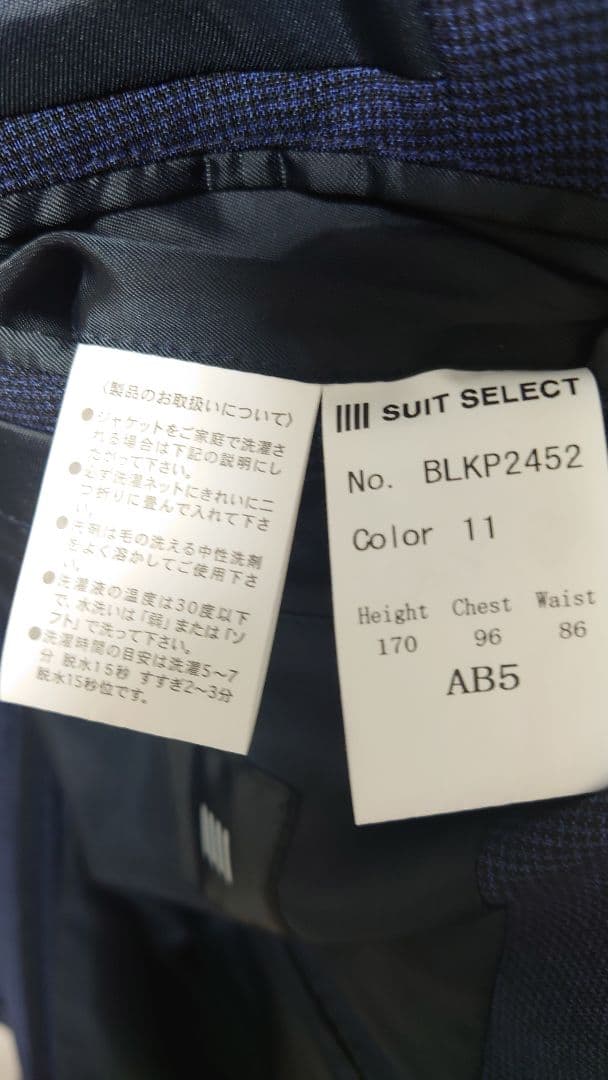 〈製品のお取扱いについて〉
●ジャケットをご家庭で洗濯さ
れる場合は下記の説明にし
たがって下さい。
●必ず洗濯ネットにきれいに二
つ折りに畳んで入れて下さ
い。
●洗剤は毛の洗える中性洗剤
をよく溶かしてご使用下さ
い。
●洗濯液の温度は30度以下
で、水洗いは「弱」または「ソ
フト」で洗って下さい。
●洗濯時間の目安は洗濯5～7
分 脱水15秒 すすぎ2～3分
脱水15秒位です。
SUIT SELECT
No. BLKP2452
Color 11
Height Chest Waist
170 96 86
AB5